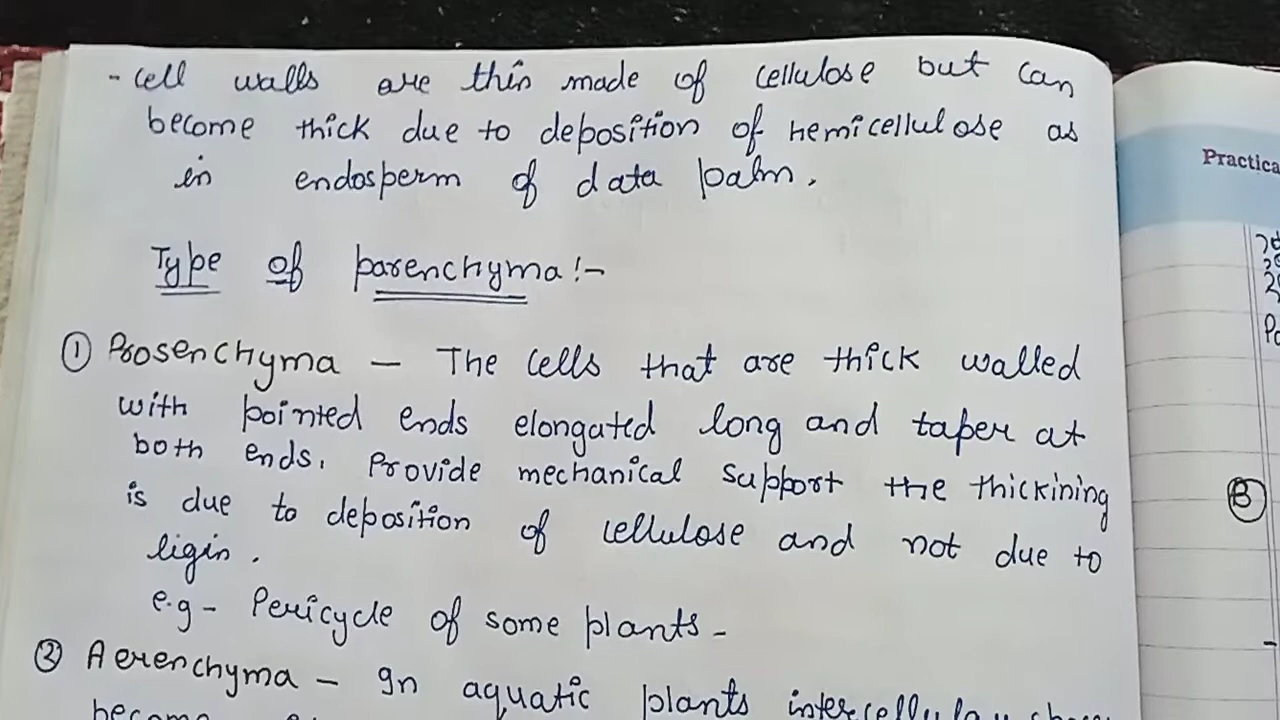 - cell walls are thin made of cellulose but can
become thick due to deposition of hemicellulose as
in endosperm of data palm.
Type of parenchyma !-
① Prosenchyma - The cells that are thick walled
with pointed ends elongated long and taper at
both ends. Provide mechanical support the thickining
is due to deposition of cellulose and not due to
ligin.
e.g - Pericycle of some plants -
② Aerenchyma - In aquatic plants intercellular
become
Practica
B